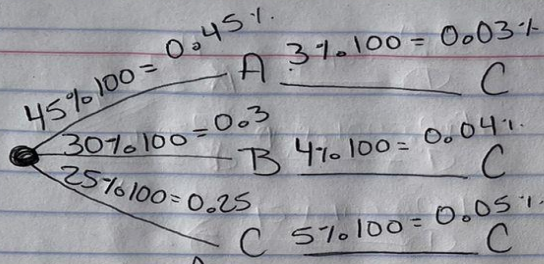 45%100 = 0.45% A 3%100 = 0.03% C
30%100 = 0.3 B 4%100 = 0.04% C
25%100 = 0.25 C 5%100 = 0.05% C